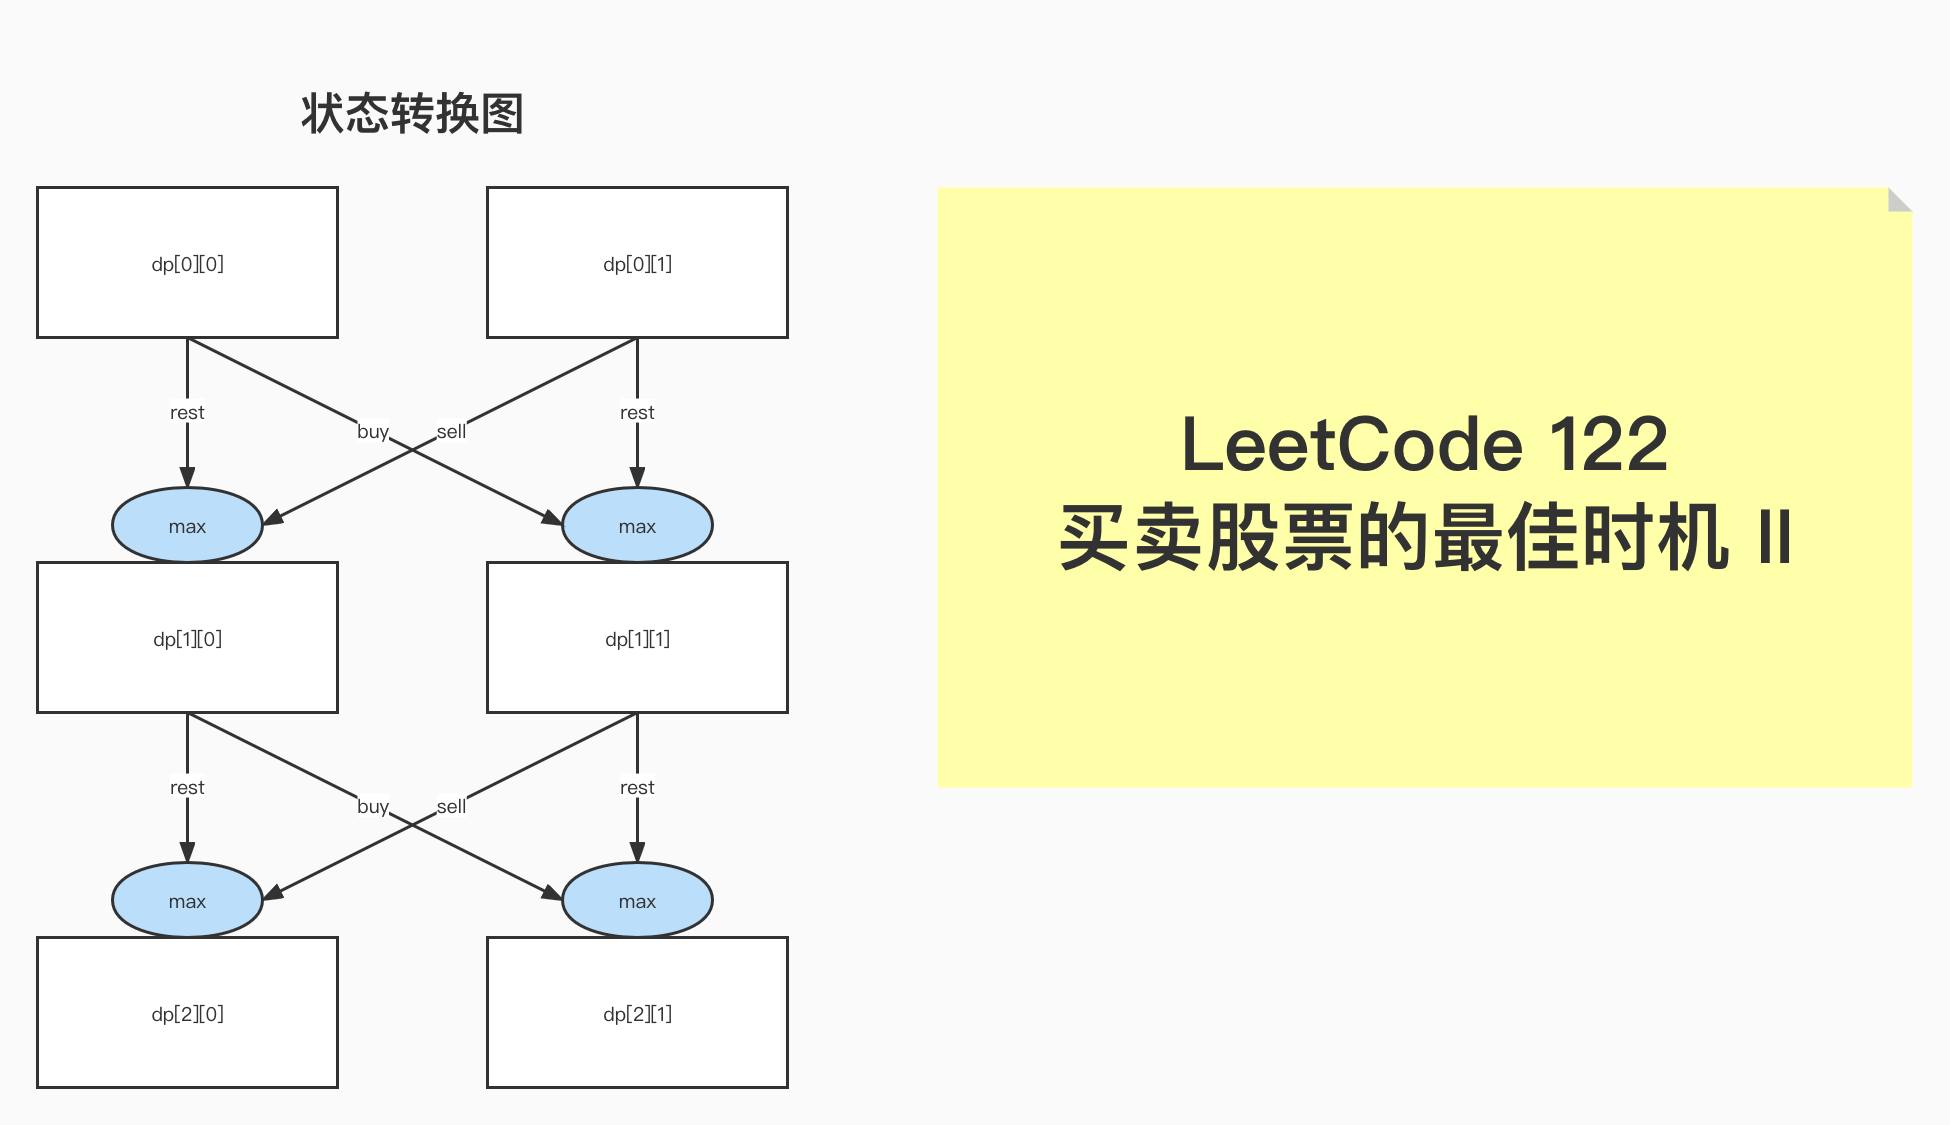 状态转换图
dp[0][0]
dp[0][1]
rest
buy
sell
rest
max
max
dp[1][0]
dp[1][1]
rest
buy
sell
rest
max
max
dp[2][0]
dp[2][1]
LeetCode 122
买卖股票的最佳时机 II